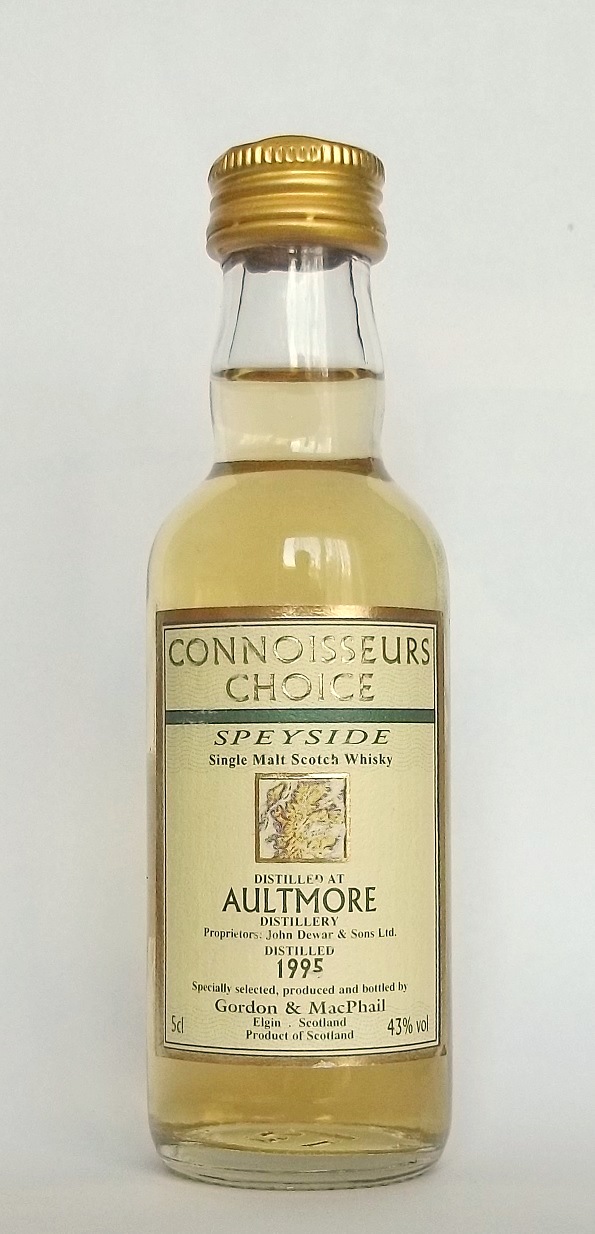 CONNOISSEURS
CHOICE
SPEYSIDE
Single Malt Scotch Whisky
DISTILLED AT
AULTMORE
DISTILLERY
Proprietors: John Dewar & Sons Ltd.
DISTILLED
1995
Specially selected, produced and bottled by
Gordon & MacPhail
Elgin . Scotland
5cl 43% vol
Product of Scotland